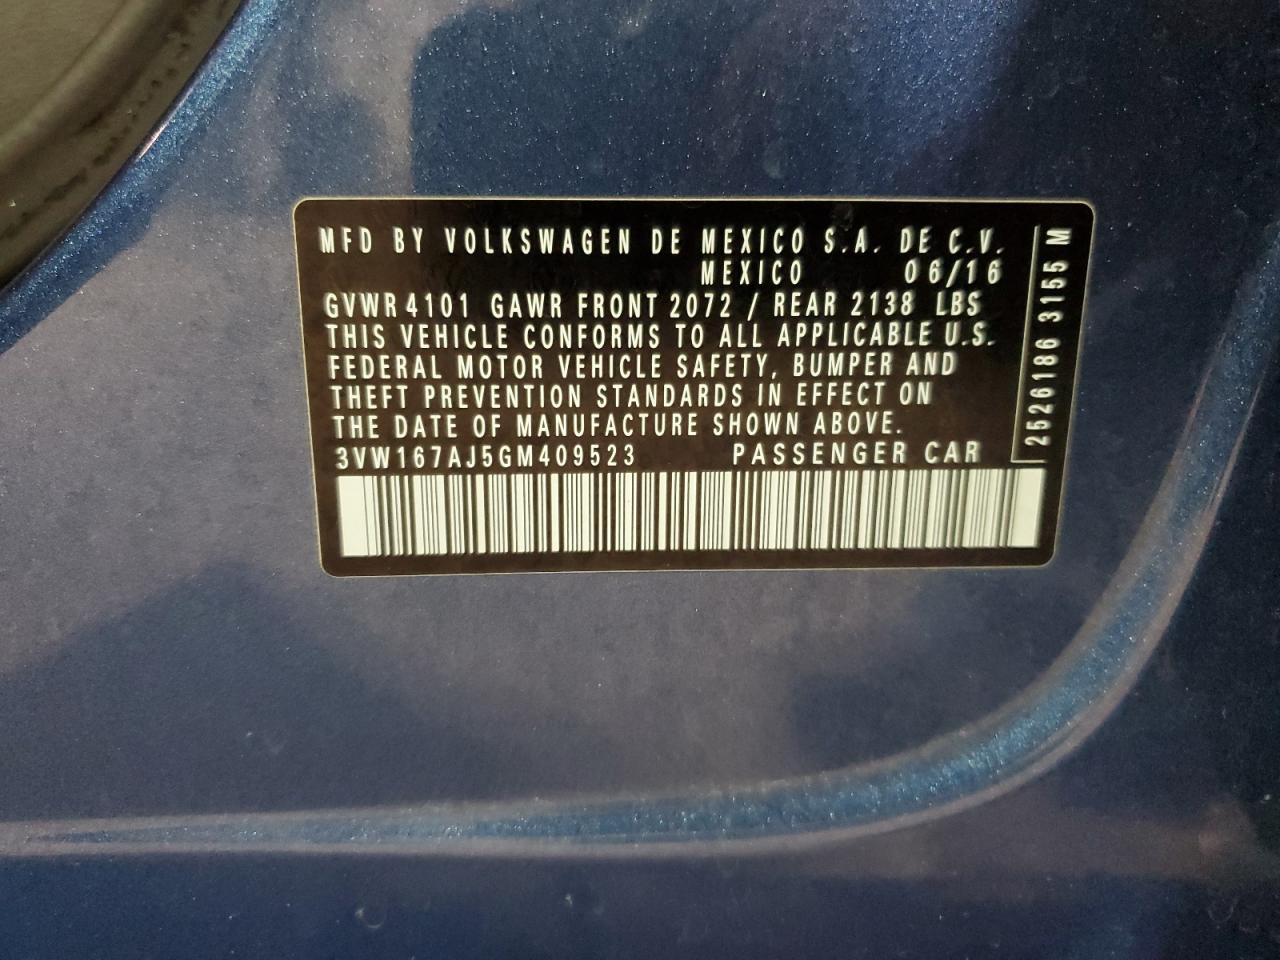 MFD BY VOLKSWAGEN DE MEXICO S.A. DE C.V.
MEXICO 06/16
GVWR 4101 GAWR FRONT 2072 / REAR 2138 LBS
THIS VEHICLE CONFORMS TO ALL APPLICABLE U.S.
FEDERAL MOTOR VEHICLE SAFETY, BUMPER AND
THEFT PREVENTION STANDARDS IN EFFECT ON
THE DATE OF MANUFACTURE SHOWN ABOVE.
3VW167AJ5GM409523 PASSENGER CAR
2526186 3155 M